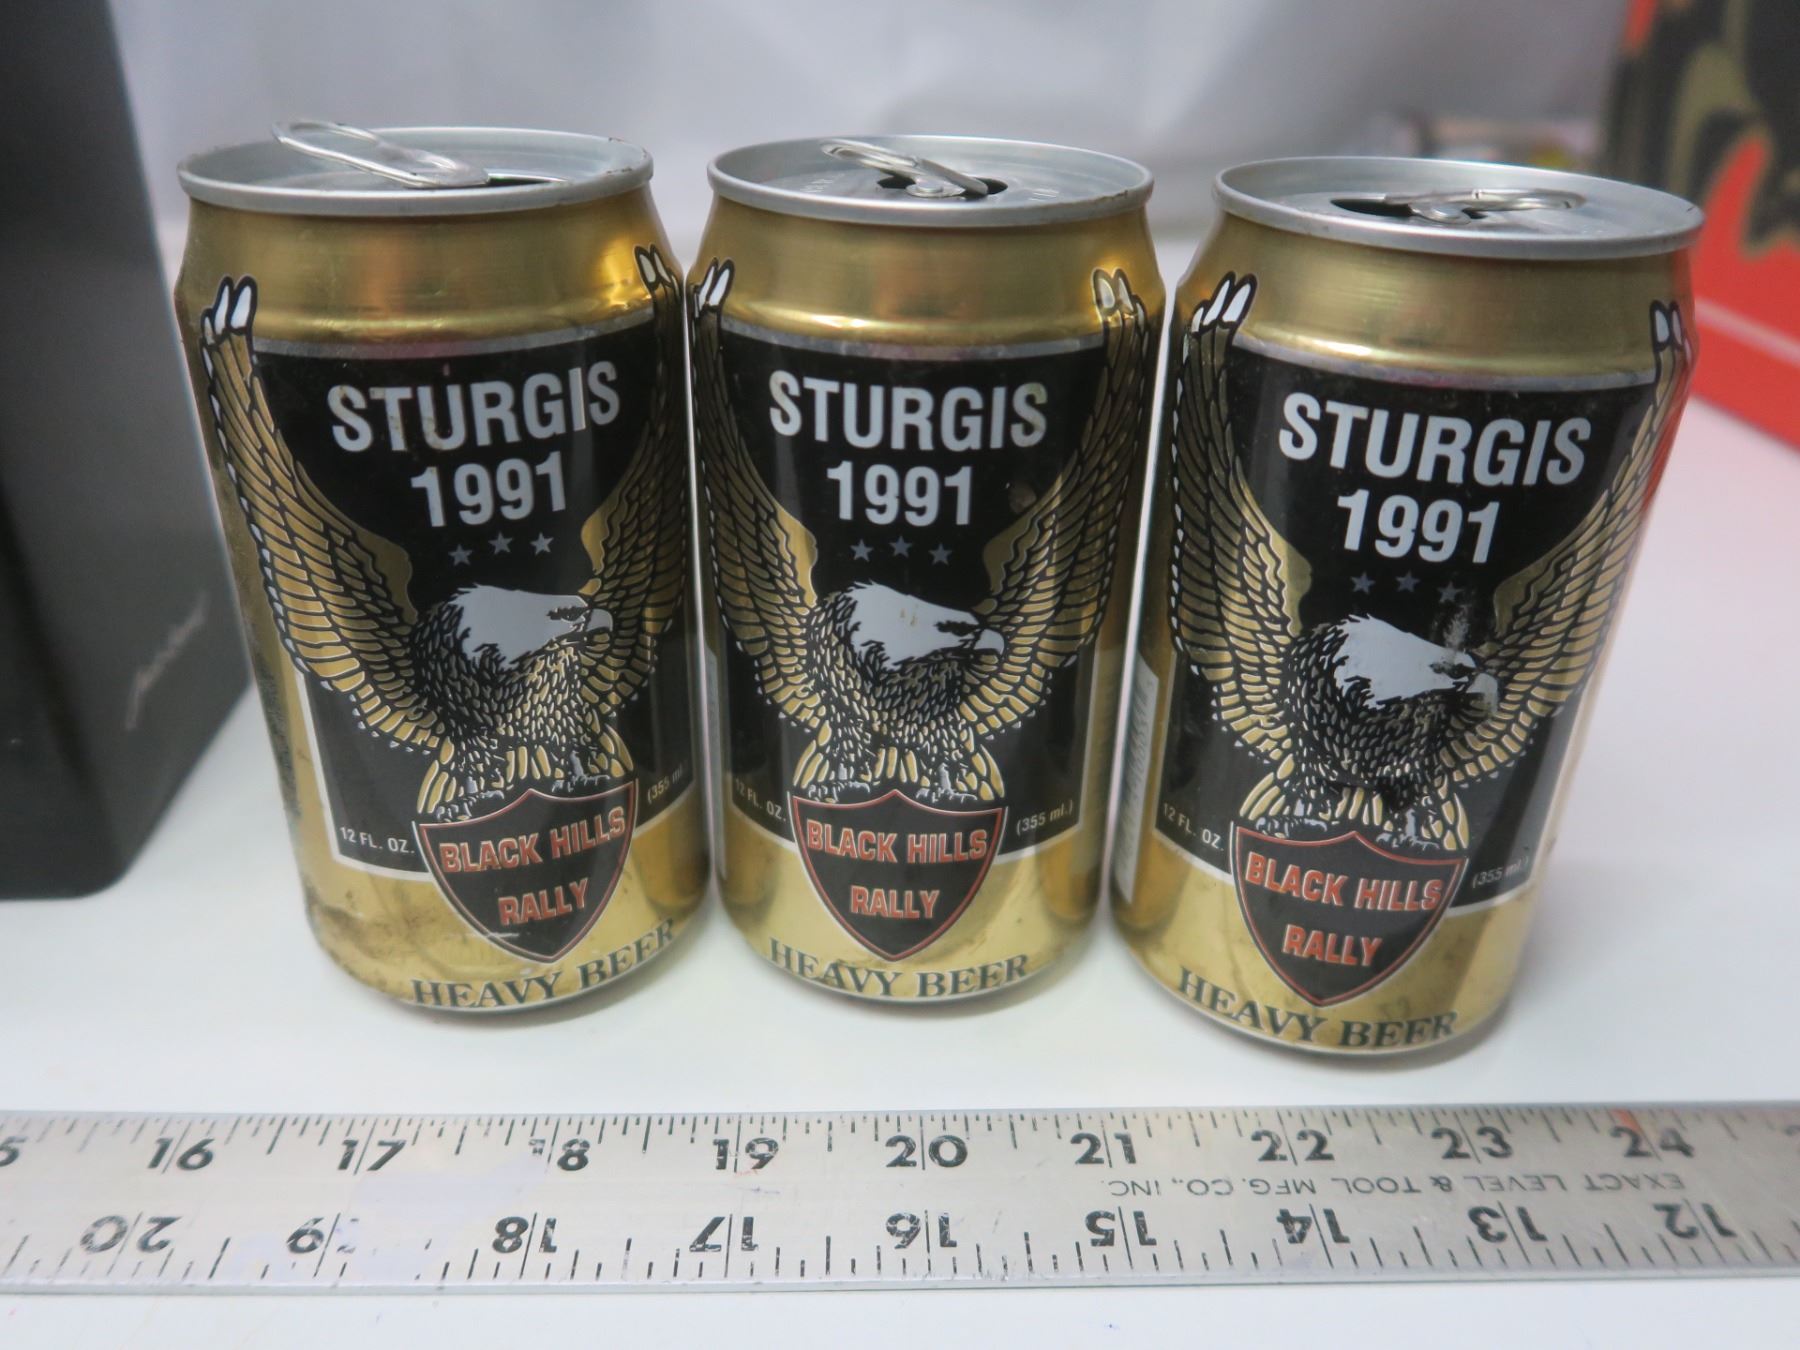 STURGIS
1991
12 FL. OZ.
(355 ml.)
BLACK HILLS
RALLY
HEAVY BEER
STURGIS
1991
12 FL. OZ.
(355 ml.)
BLACK HILLS
RALLY
HEAVY BEER
STURGIS
1991
12 FL. OZ.
(355 ml.)
BLACK HILLS
RALLY
HEAVY BEER
16 17 18 19 20 21 22 23 24
EXACT LEVEL & TOOL MFG. CO., INC.
20 19 18 17 16 15 14 13 12